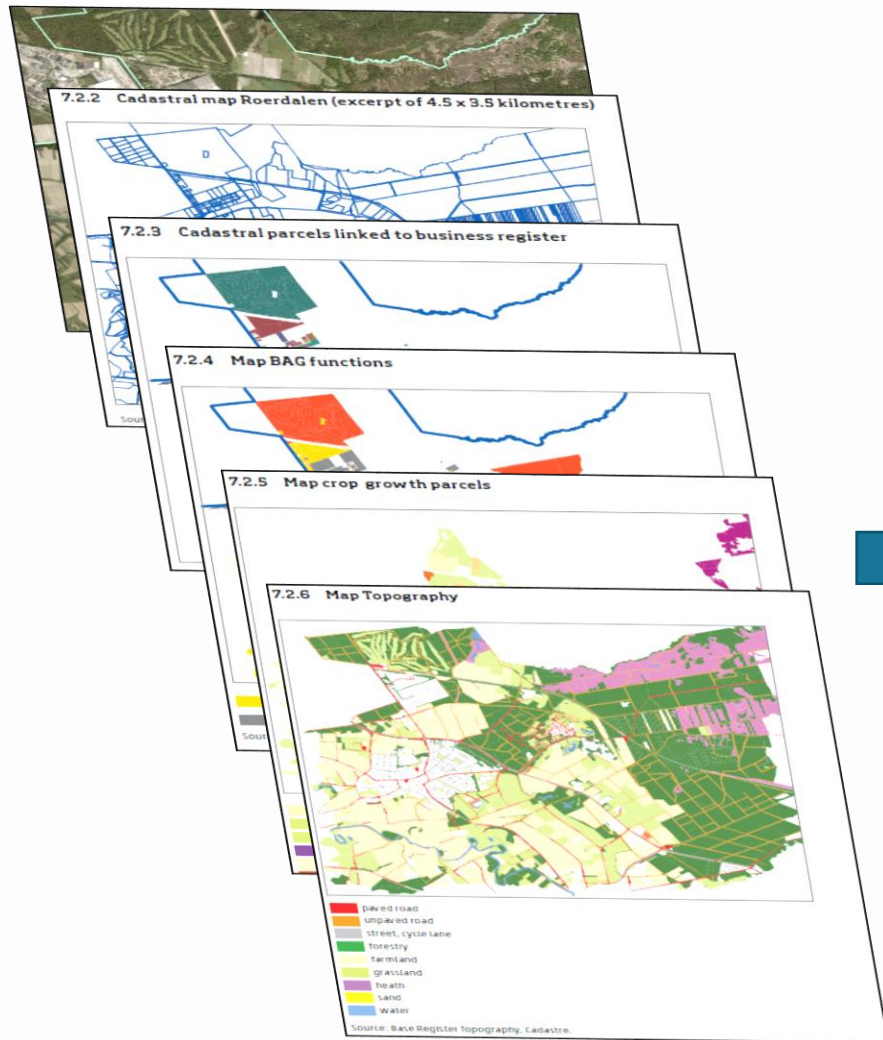 7.2.2 Cadastral map Roerdalen (excerpt of 4.5 x 3.5 kilometres)
7.2.3 Cadastral parcels linked to business register
7.2.4 Map BAG functions
7.2.5 Map crop growth parcels
7.2.6 Map Topography
paved road
unpaved road
street, cycle lane
forestry
farmland
grassland
heath
sand
water
Source: Base Register Topography, Cadastre.